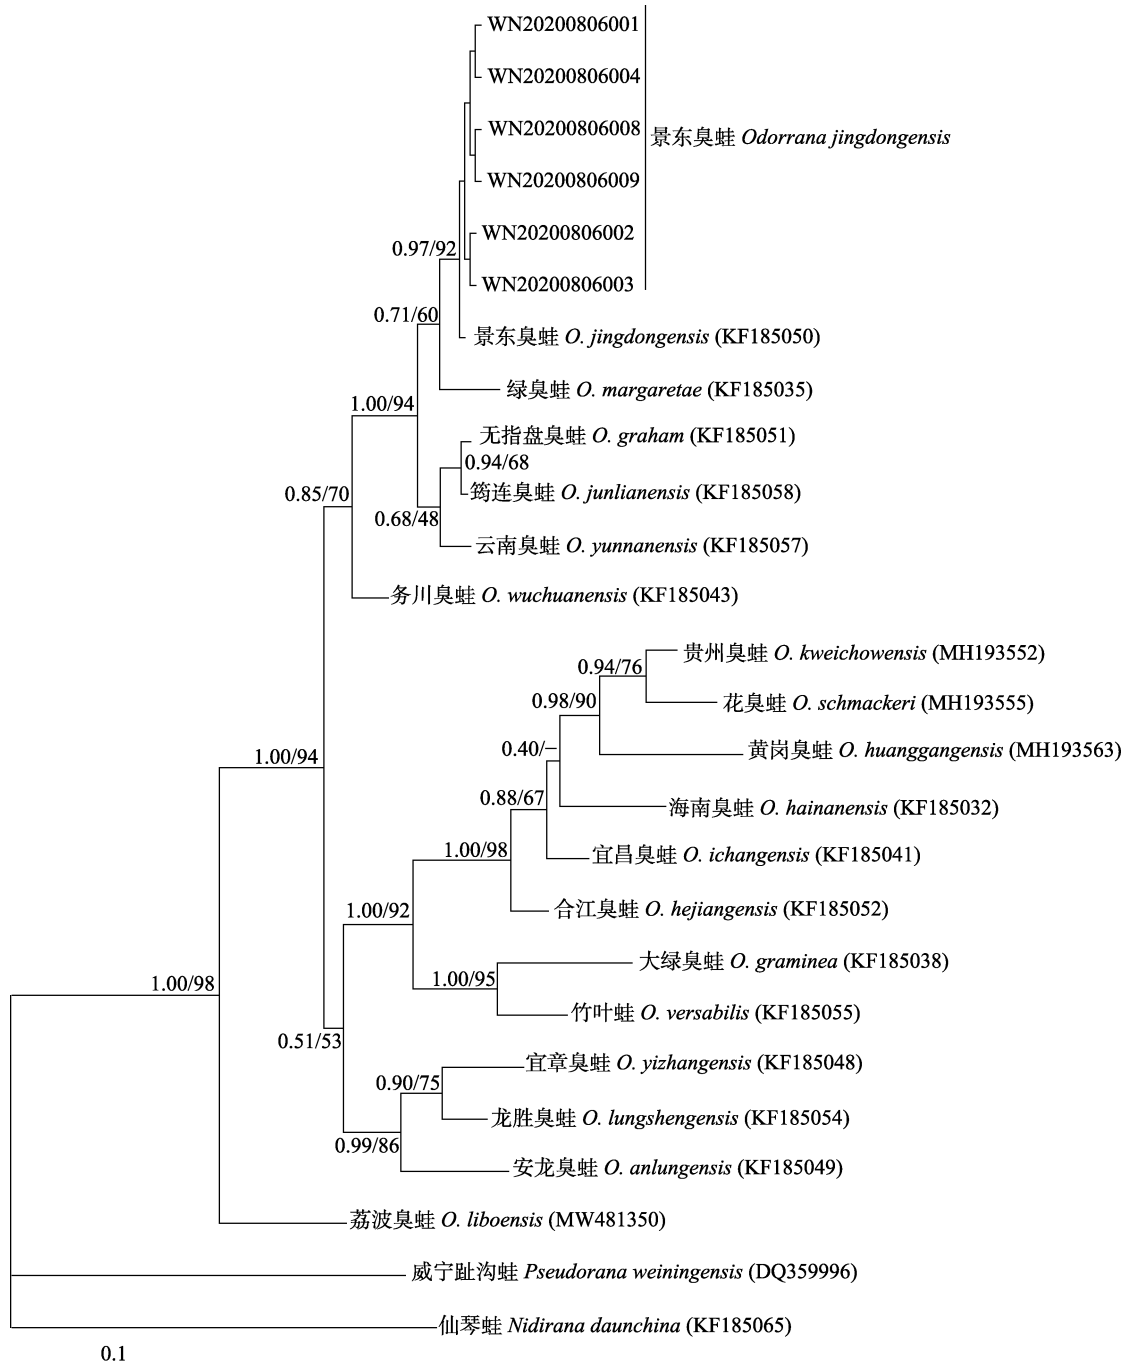 WN20200806001
WN20200806004
WN20200806008
景东臭蛙 Odorrana jingdongensis
WN20200806009
WN20200806002
0.97/92
WN20200806003
0.71/60
景东臭蛙 O. jingdongensis (KF185050)
绿臭蛙 O. margaretae (KF185035)
1.00/94
无指盘臭蛙 O. graham (KF185051)
0.94/68
0.85/70
筠连臭蛙 O. junlianensis (KF185058)
0.68/48
云南臭蛙 O. yunnanensis (KF185057)
务川臭蛙 O. wuchuanensis (KF185043)
贵州臭蛙 O. kweichowensis (MH193552)
0.94/76
0.98/90
花臭蛙 O. schmackeri (MH193555)
0.40/−
黄岗臭蛙 O. huanggangensis (MH193563)
1.00/94
0.88/67
海南臭蛙 O. hainanensis (KF185032)
1.00/98
宜昌臭蛙 O. ichangensis (KF185041)
1.00/92
合江臭蛙 O. hejiangensis (KF185052)
大绿臭蛙 O. graminea (KF185038)
1.00/98
1.00/95
竹叶蛙 O. versabilis (KF185055)
0.51/53
宜章臭蛙 O. yizhangensis (KF185048)
0.90/75
龙胜臭蛙 O. lungshengensis (KF185054)
0.99/86
安龙臭蛙 O. anlungensis (KF185049)
荔波臭蛙 O. liboensis (MW481350)
威宁趾沟蛙 Pseudorana weiningensis (DQ359996)
仙琴蛙 Nidirana daunchina (KF185065)
0.1